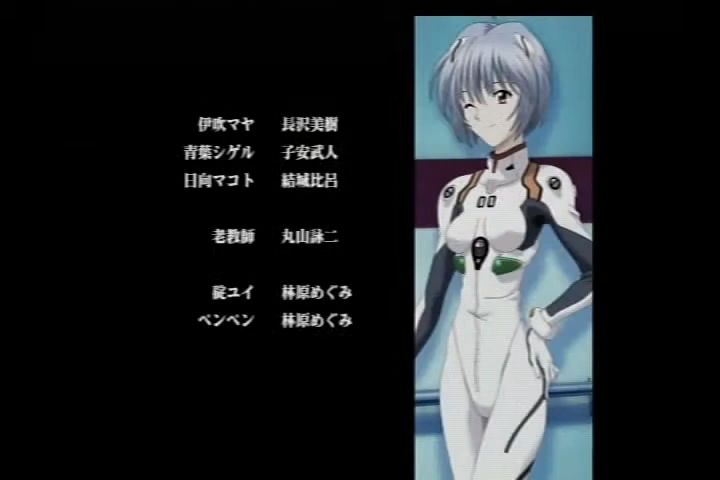 伊吹マヤ 長沢美樹
青葉シゲル 子安武人
日向マコト 結城比呂
老教師 丸山詠二
碇ユイ 林原めぐみ
ペンペン 林原めぐみ
00